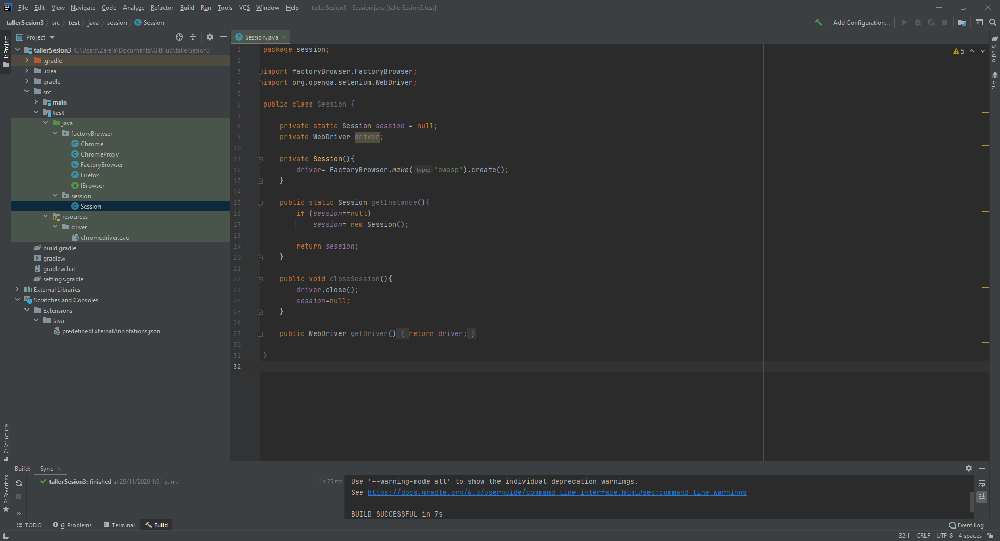 File Edit View Navigate Code Analyze Refactor Build Run Tools VCS Window Help tallerSesion3 - Session.java [tallerSesion3.test]
tallerSesion3 src test java session Session Add Configuration...
Project
Session.java
1: Project
tallerSesion3 C:\Users\Zarela\Documents\GitHub\tallerSesion3
.gradle
.idea
gradle
src
main
test
java
factoryBrowser
Chrome
ChromeProxy
FactoryBrowser
Firefox
IBrowser
session
Session
resources
driver
chromedriver.exe
build.gradle
gradlew
gradlew.bat
settings.gradle
External Libraries
Scratches and Consoles
Extensions
Java
predefinedExternalAnnotations.json
7: Structure
2: Favorites
1 package session;
2
3 import factoryBrowser.FactoryBrowser;
4 import org.openqa.selenium.WebDriver;
5
6 public class Session {
7
8 private static Session session = null;
9 private WebDriver driver;
10
11 private Session(){
12 driver= FactoryBrowser.make( type: "owasp").create();
13 }
14
15 public static Session getInstance(){
16 if (session==null)
17 session= new Session();
18
19 return session;
20 }
21
22 public void closeSession(){
23 driver.close();
24 session=null;
25 }
26
27 public WebDriver getDriver() { return driver; }
30
31 }
32
5
Gradle
Ant
Build: Sync
tallerSesion3: finished at 29/11/2020 1:01 p. m. 11 s 75 ms
Use '--warning-mode all' to show the individual deprecation warnings.
See https://docs.gradle.org/6.3/userguide/command_line_interface.html#sec:command_line_warnings
BUILD SUCCESSFUL in 7s
TODO 6: Problems Terminal Build Event Log
32:1 CRLF UTF-8 4 spaces